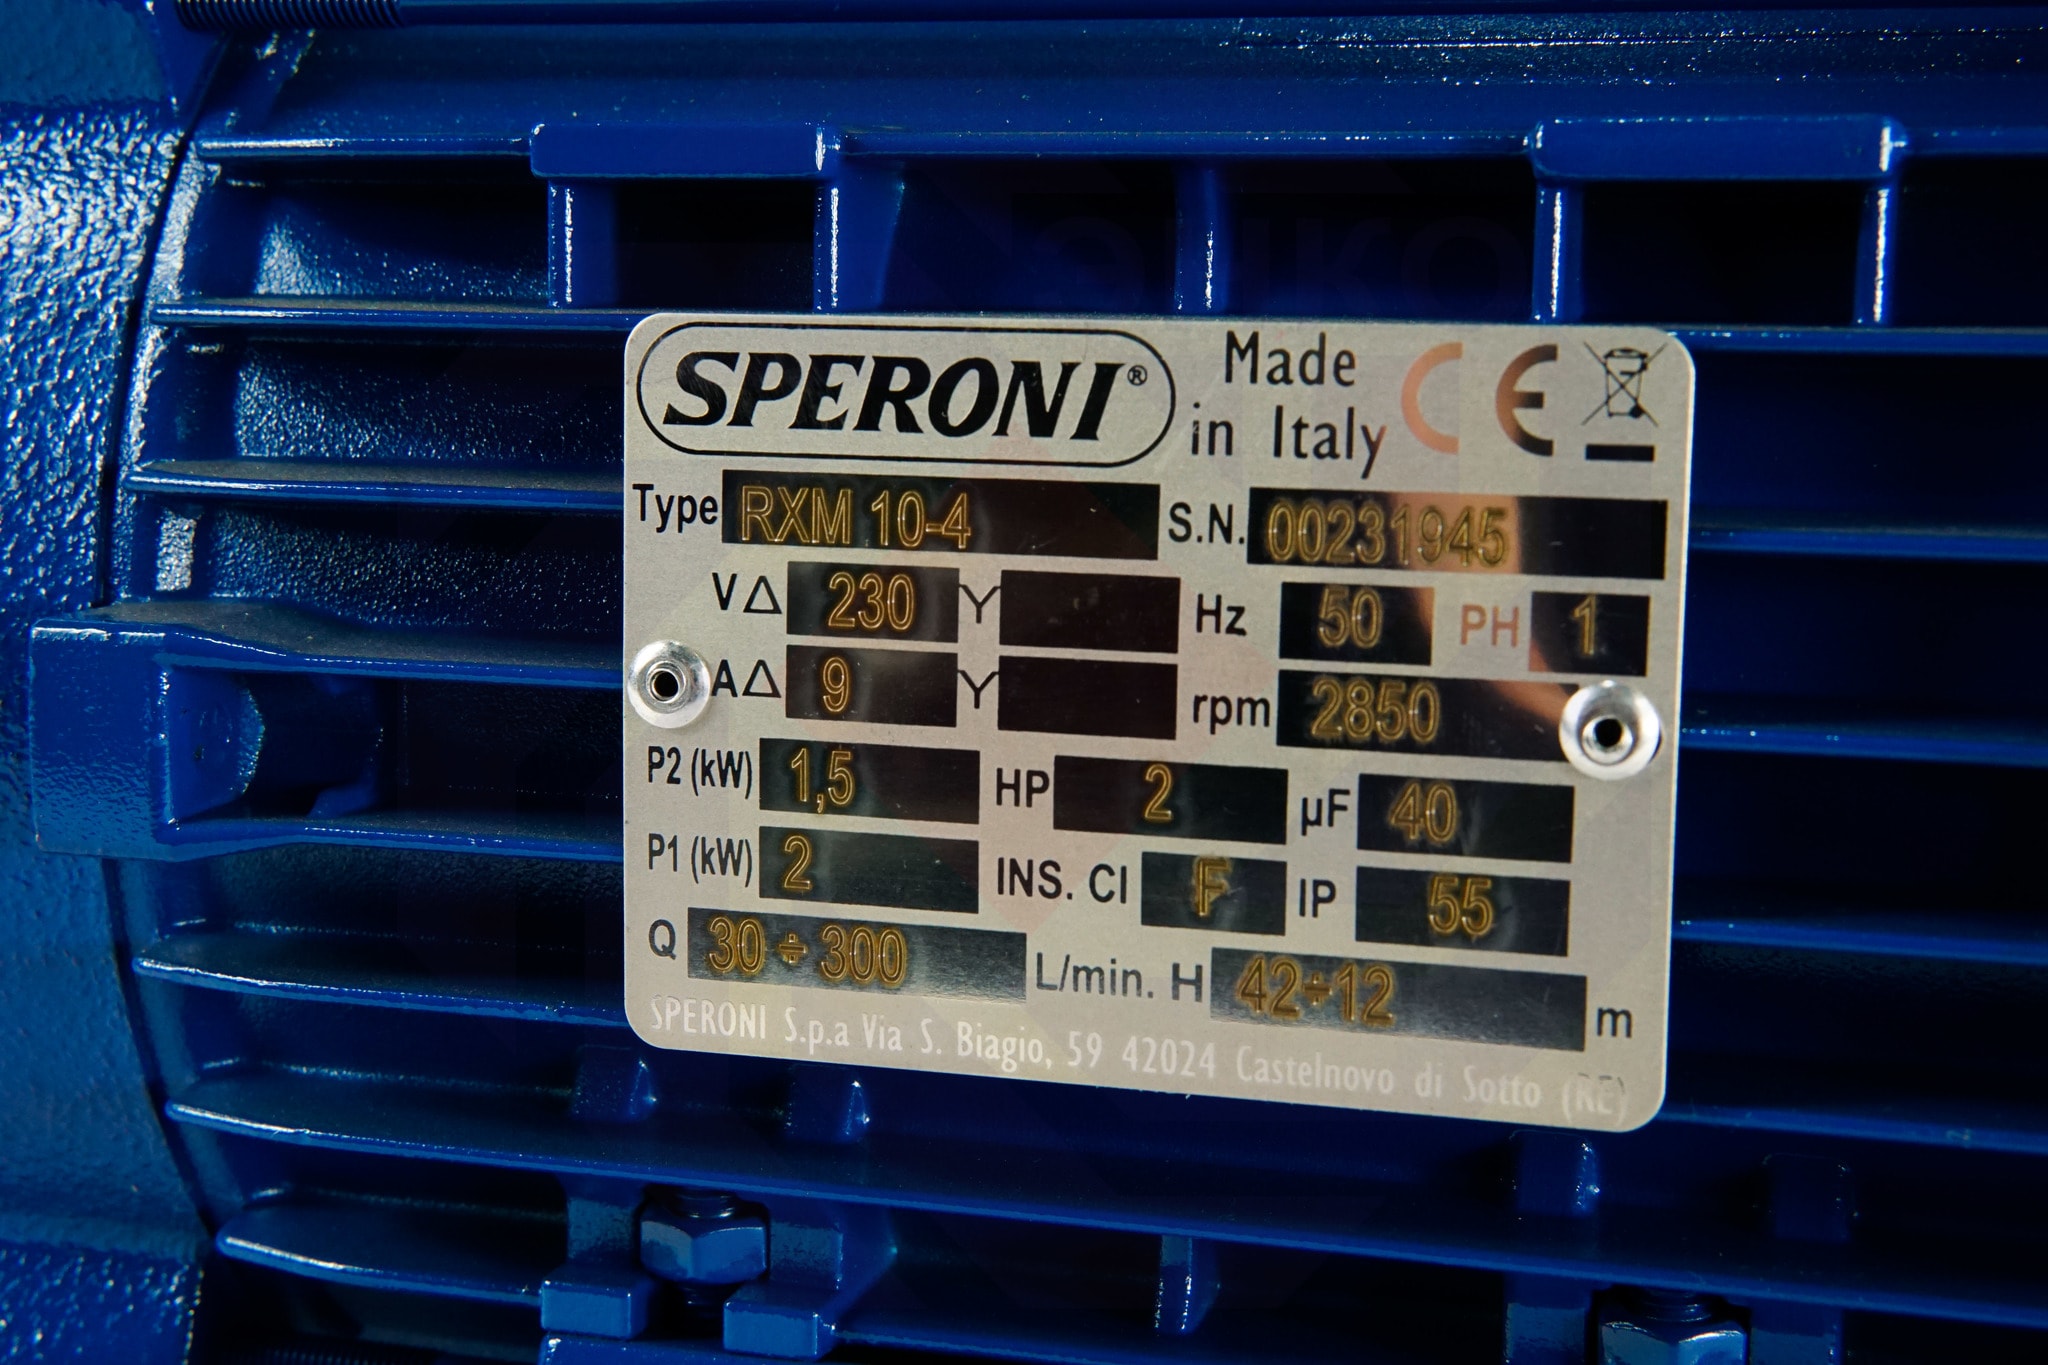 SPERONI®
Made
in Italy
CE
Type RXM 10-4 S.N. 00231945
V Δ 230 Y Hz 50 PH 1
A Δ 9 Y rpm 2850
P2 (kW) 1,5 HP 2 µF 40
P1 (kW) 2 INS. Cl F IP 55
Q 30 ÷ 300 L/min. H 42÷12 m
SPERONI S.p.a Via S. Biagio, 59 42024 Castelnovo di Sotto (RE)